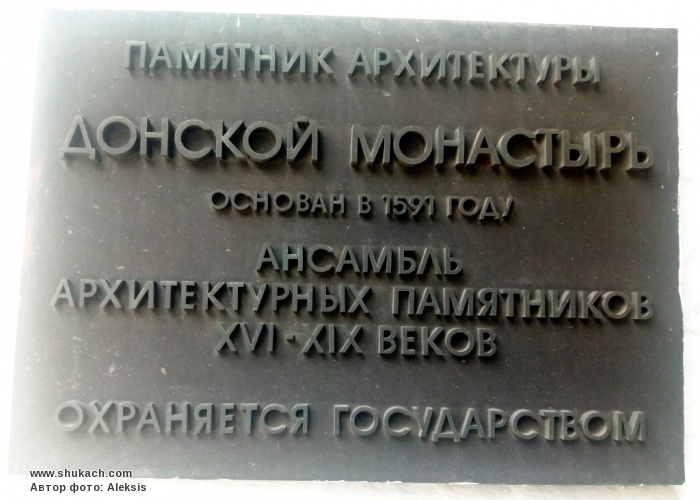 ПАМЯТНИК АРХИТЕКТУРЫ
ДОНСКОЙ МОНАСТЫРЬ
ОСНОВАН В 1591 ГОДУ
АНСАМБЛЬ
АРХИТЕКТУРНЫХ ПАМЯТНИКОВ
XVI - XIX ВЕКОВ
ОХРАНЯЕТСЯ ГОСУДАРСТВОМ
www.shukach.com
Автор фото: Aleksis